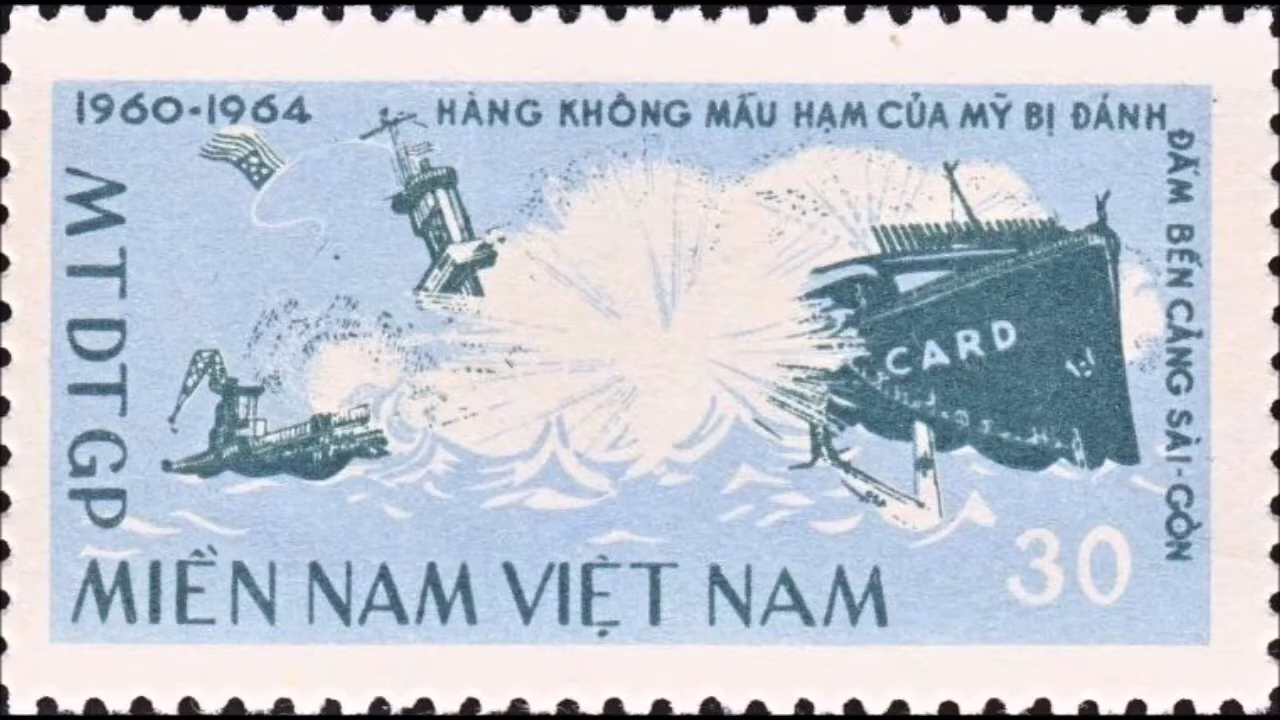 1960-1964
HÀNG KHÔNG MẪU HẠM CỦA MỸ BỊ ĐÁNH
ĐẮM BẾN CẢNG SÀI-GÒN
MTDTGP
CARD
30
MIỀN NAM VIỆT NAM